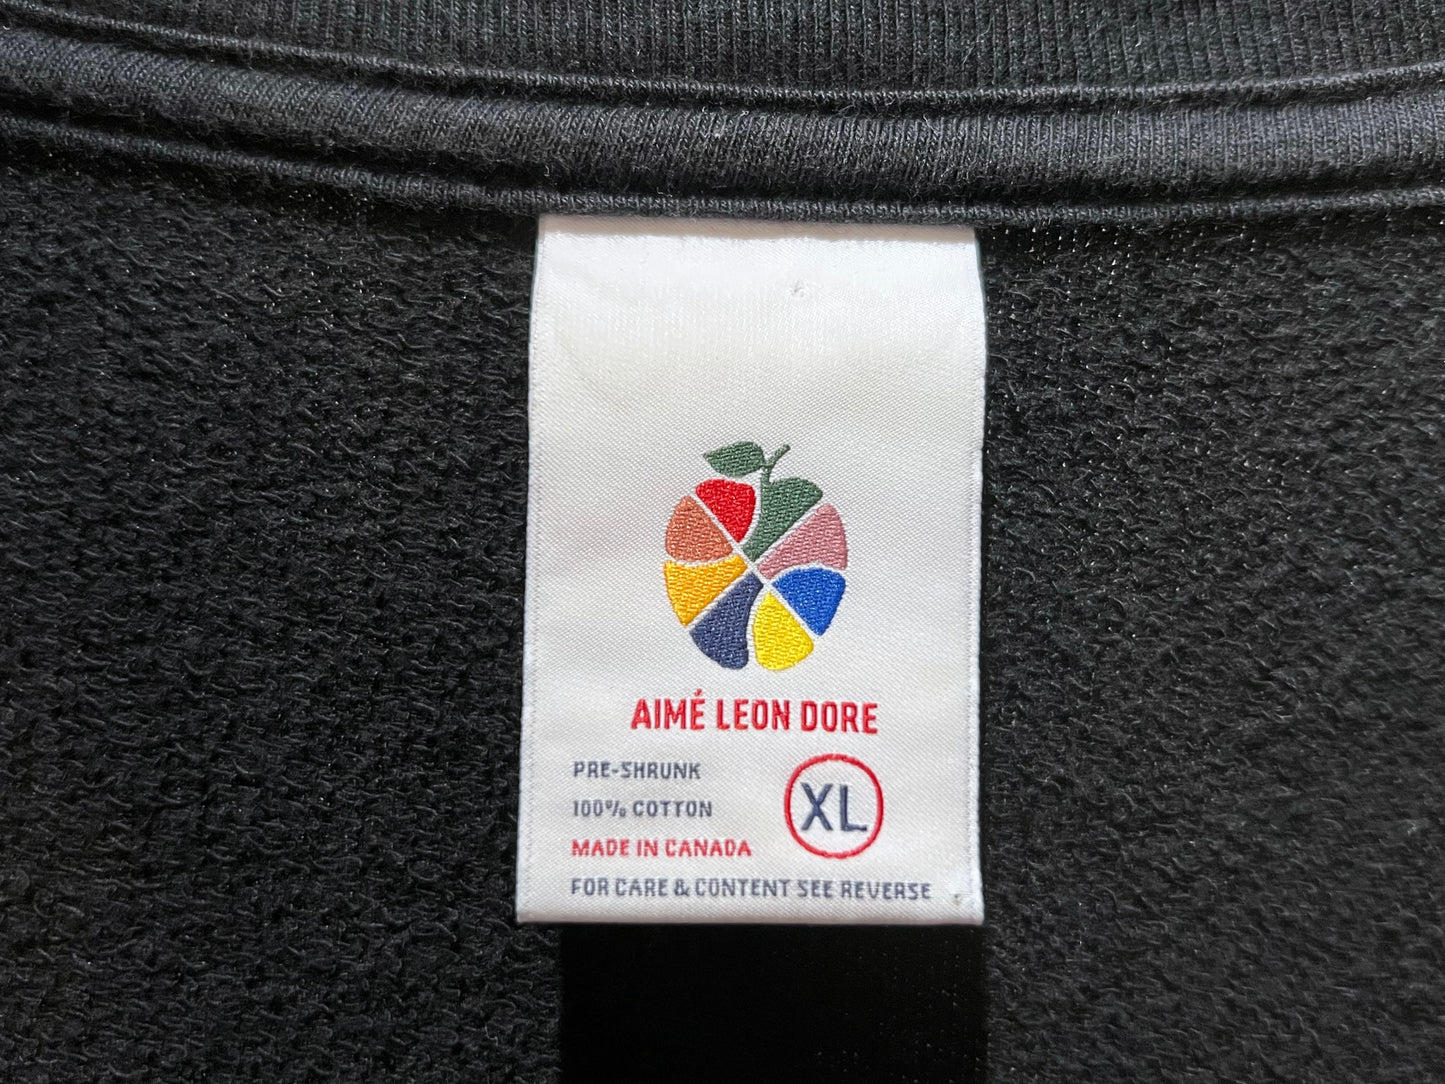 AIMÉ LEON DORE
PRE-SHRUNK
100% COTTON
XL
MADE IN CANADA
FOR CARE & CONTENT SEE REVERSE